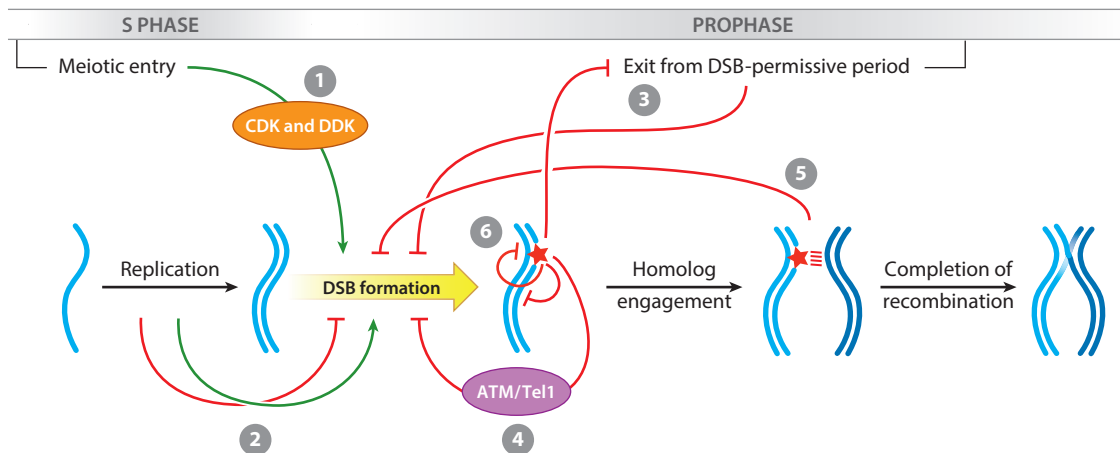 S PHASE
PROPHASE
Meiotic entry
1
Exit from DSB-permissive period
3
CDK and DDK
5
6
Replication
DSB formation
Homolog
engagement
Completion of
recombination
ATM/Tel1
2
4